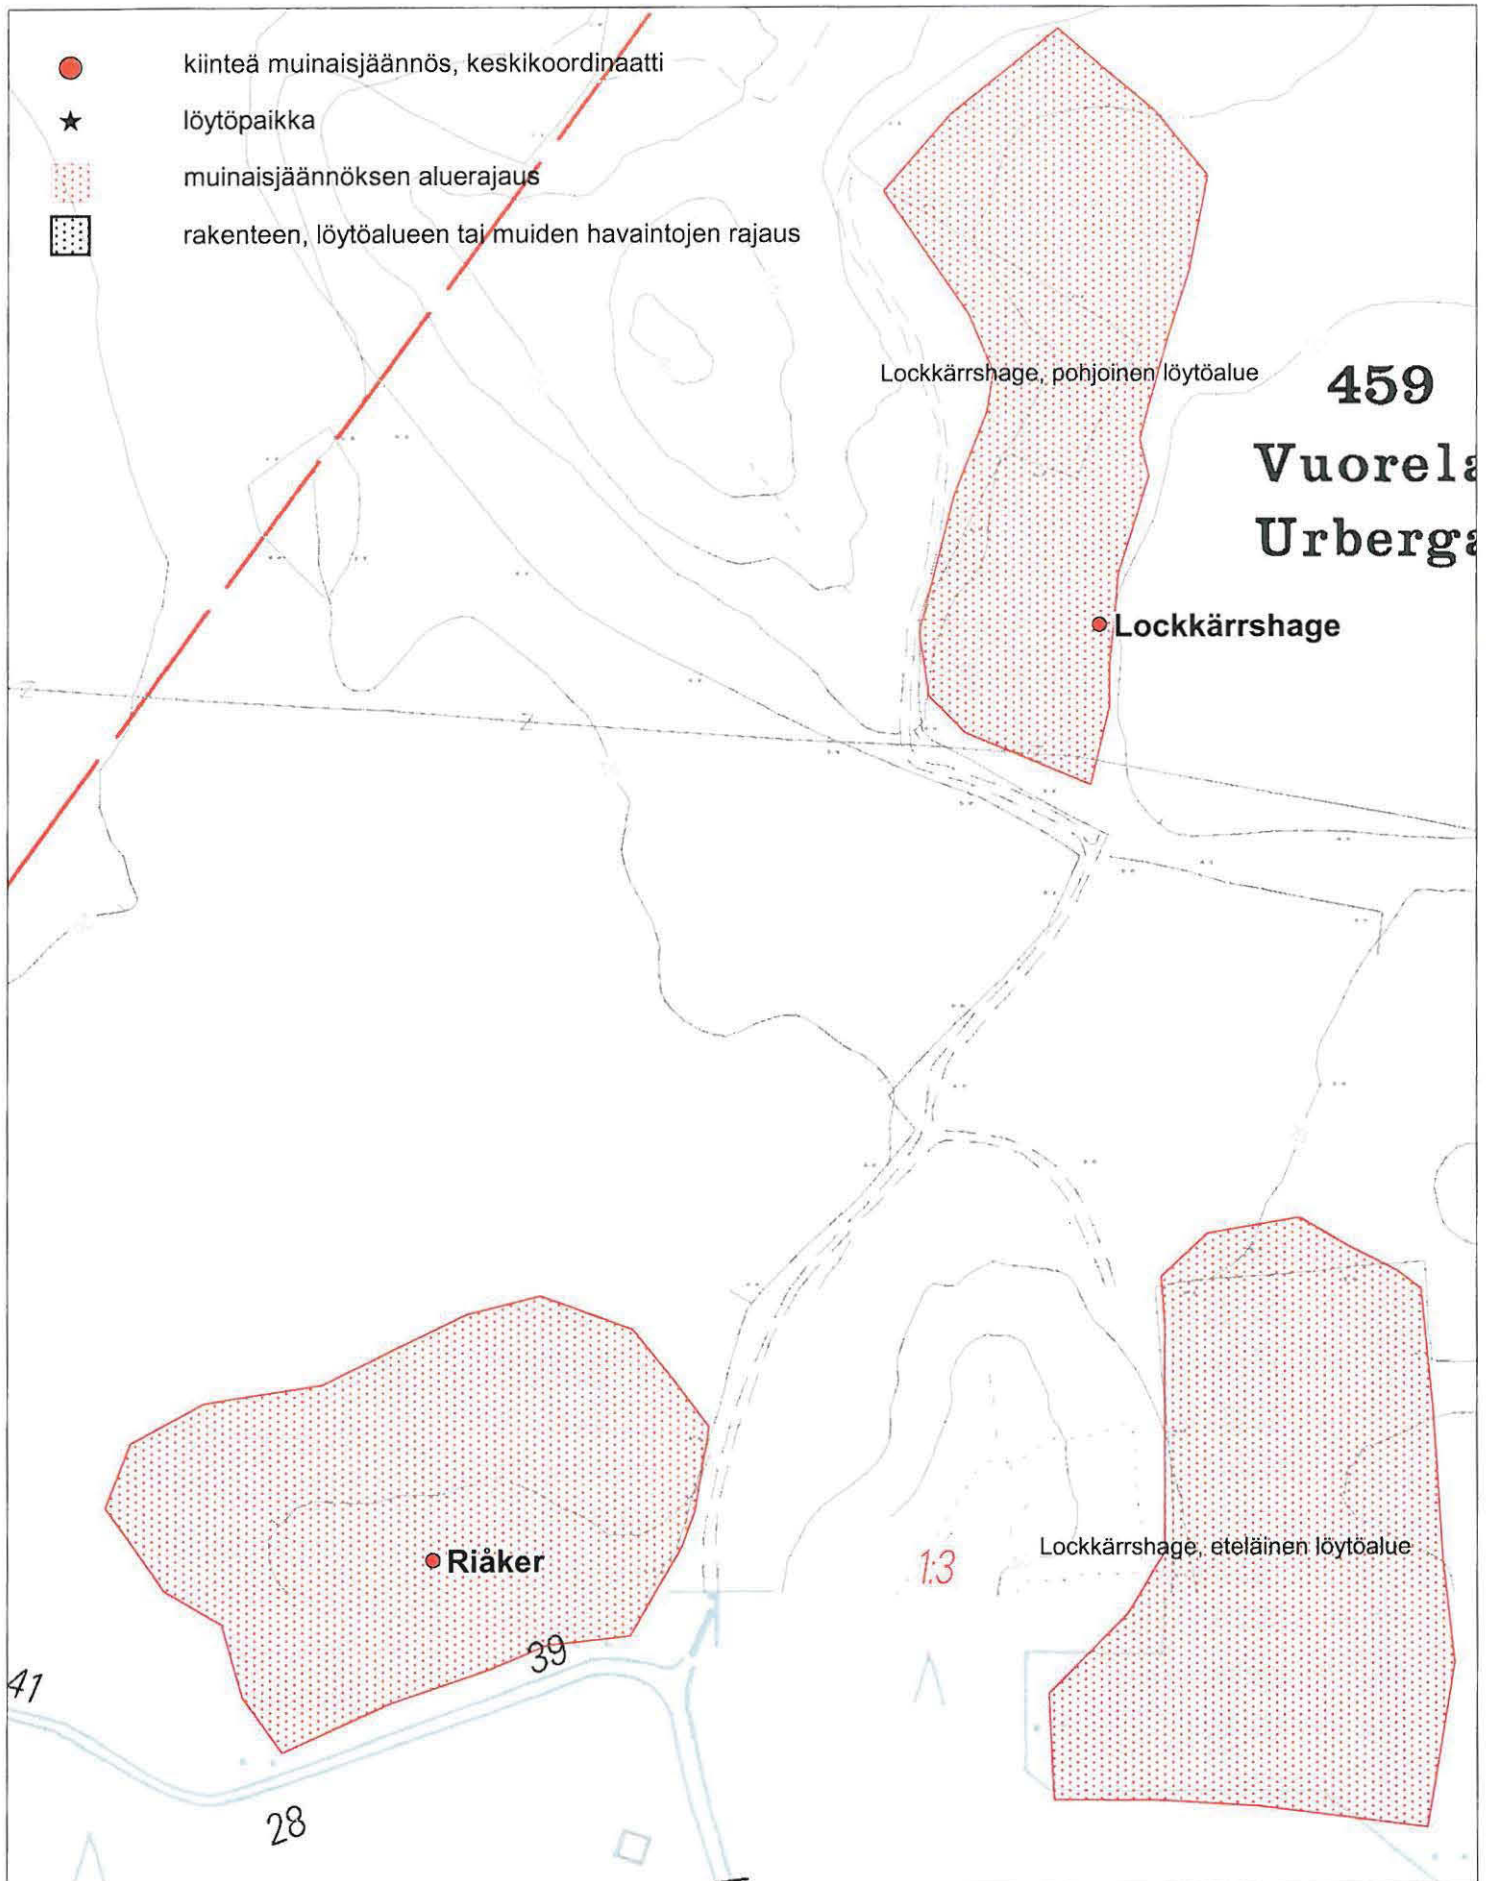 kiinteä muinaisjäännös, keskikoordinaatti
löytöpaikka
muinaisjäännöksen aluerajaus
rakenteen, löytöalueen tai muiden havaintojen rajaus
Lockkärrshage, pohjoinen löytöalue
459
Vuorela
Urberga
Lockkärrshage
Z
Z
Lockkärrshage, eteläinen löytöalue
1:3
Riåker
39
41
28